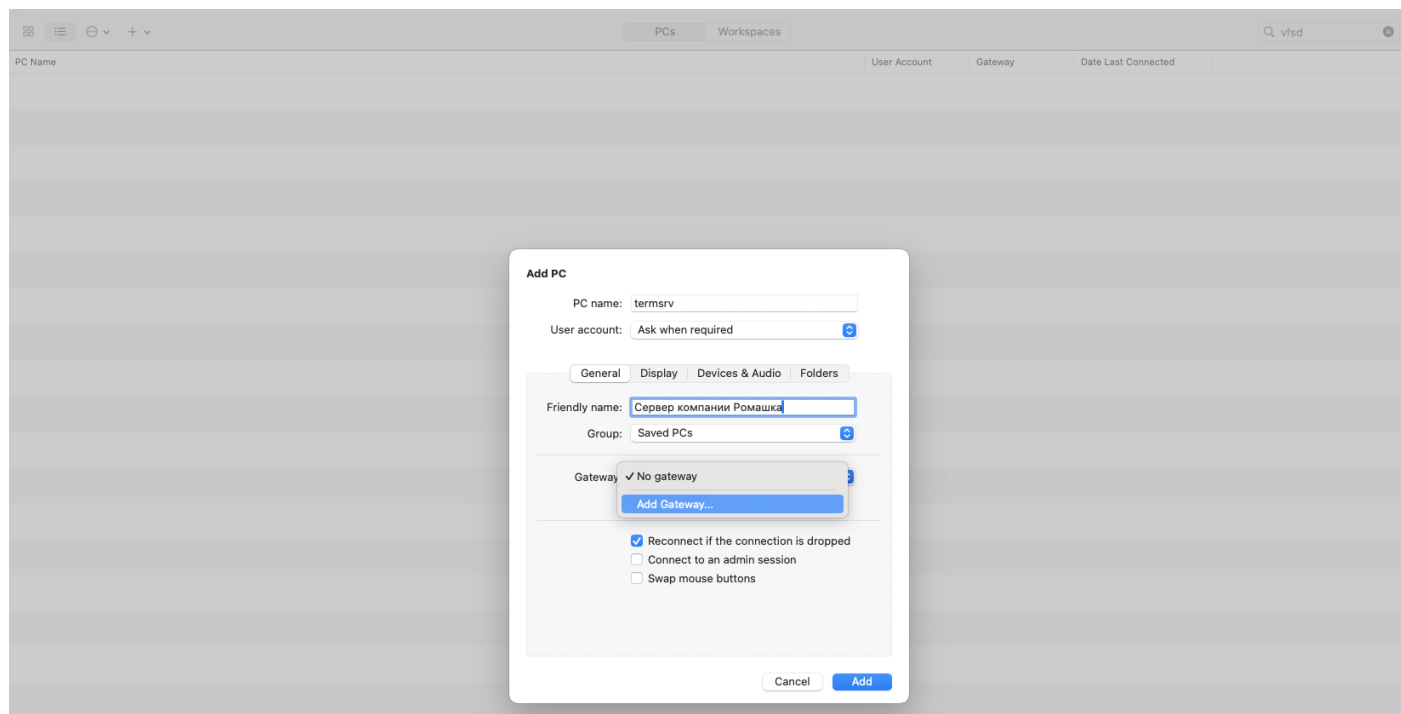 PCs Workspaces vfsd
PC Name User Account Gateway Date Last Connected
Add PC
PC name: termsrv
User account: Ask when required
General Display Devices & Audio Folders
Friendly name: Сервер компании Ромашка
Group: Saved PCs
Gateway ✓ No gateway
Add Gateway...
Reconnect if the connection is dropped
Connect to an admin session
Swap mouse buttons
Cancel Add